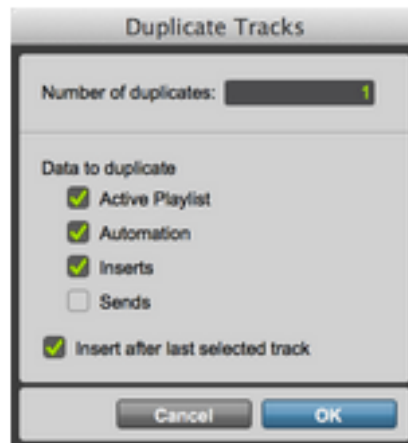 Duplicate Tracks
Number of duplicates: 1
Data to duplicate
Active Playlist
Automation
Inserts
Sends
Insert after last selected track
Cancel OK